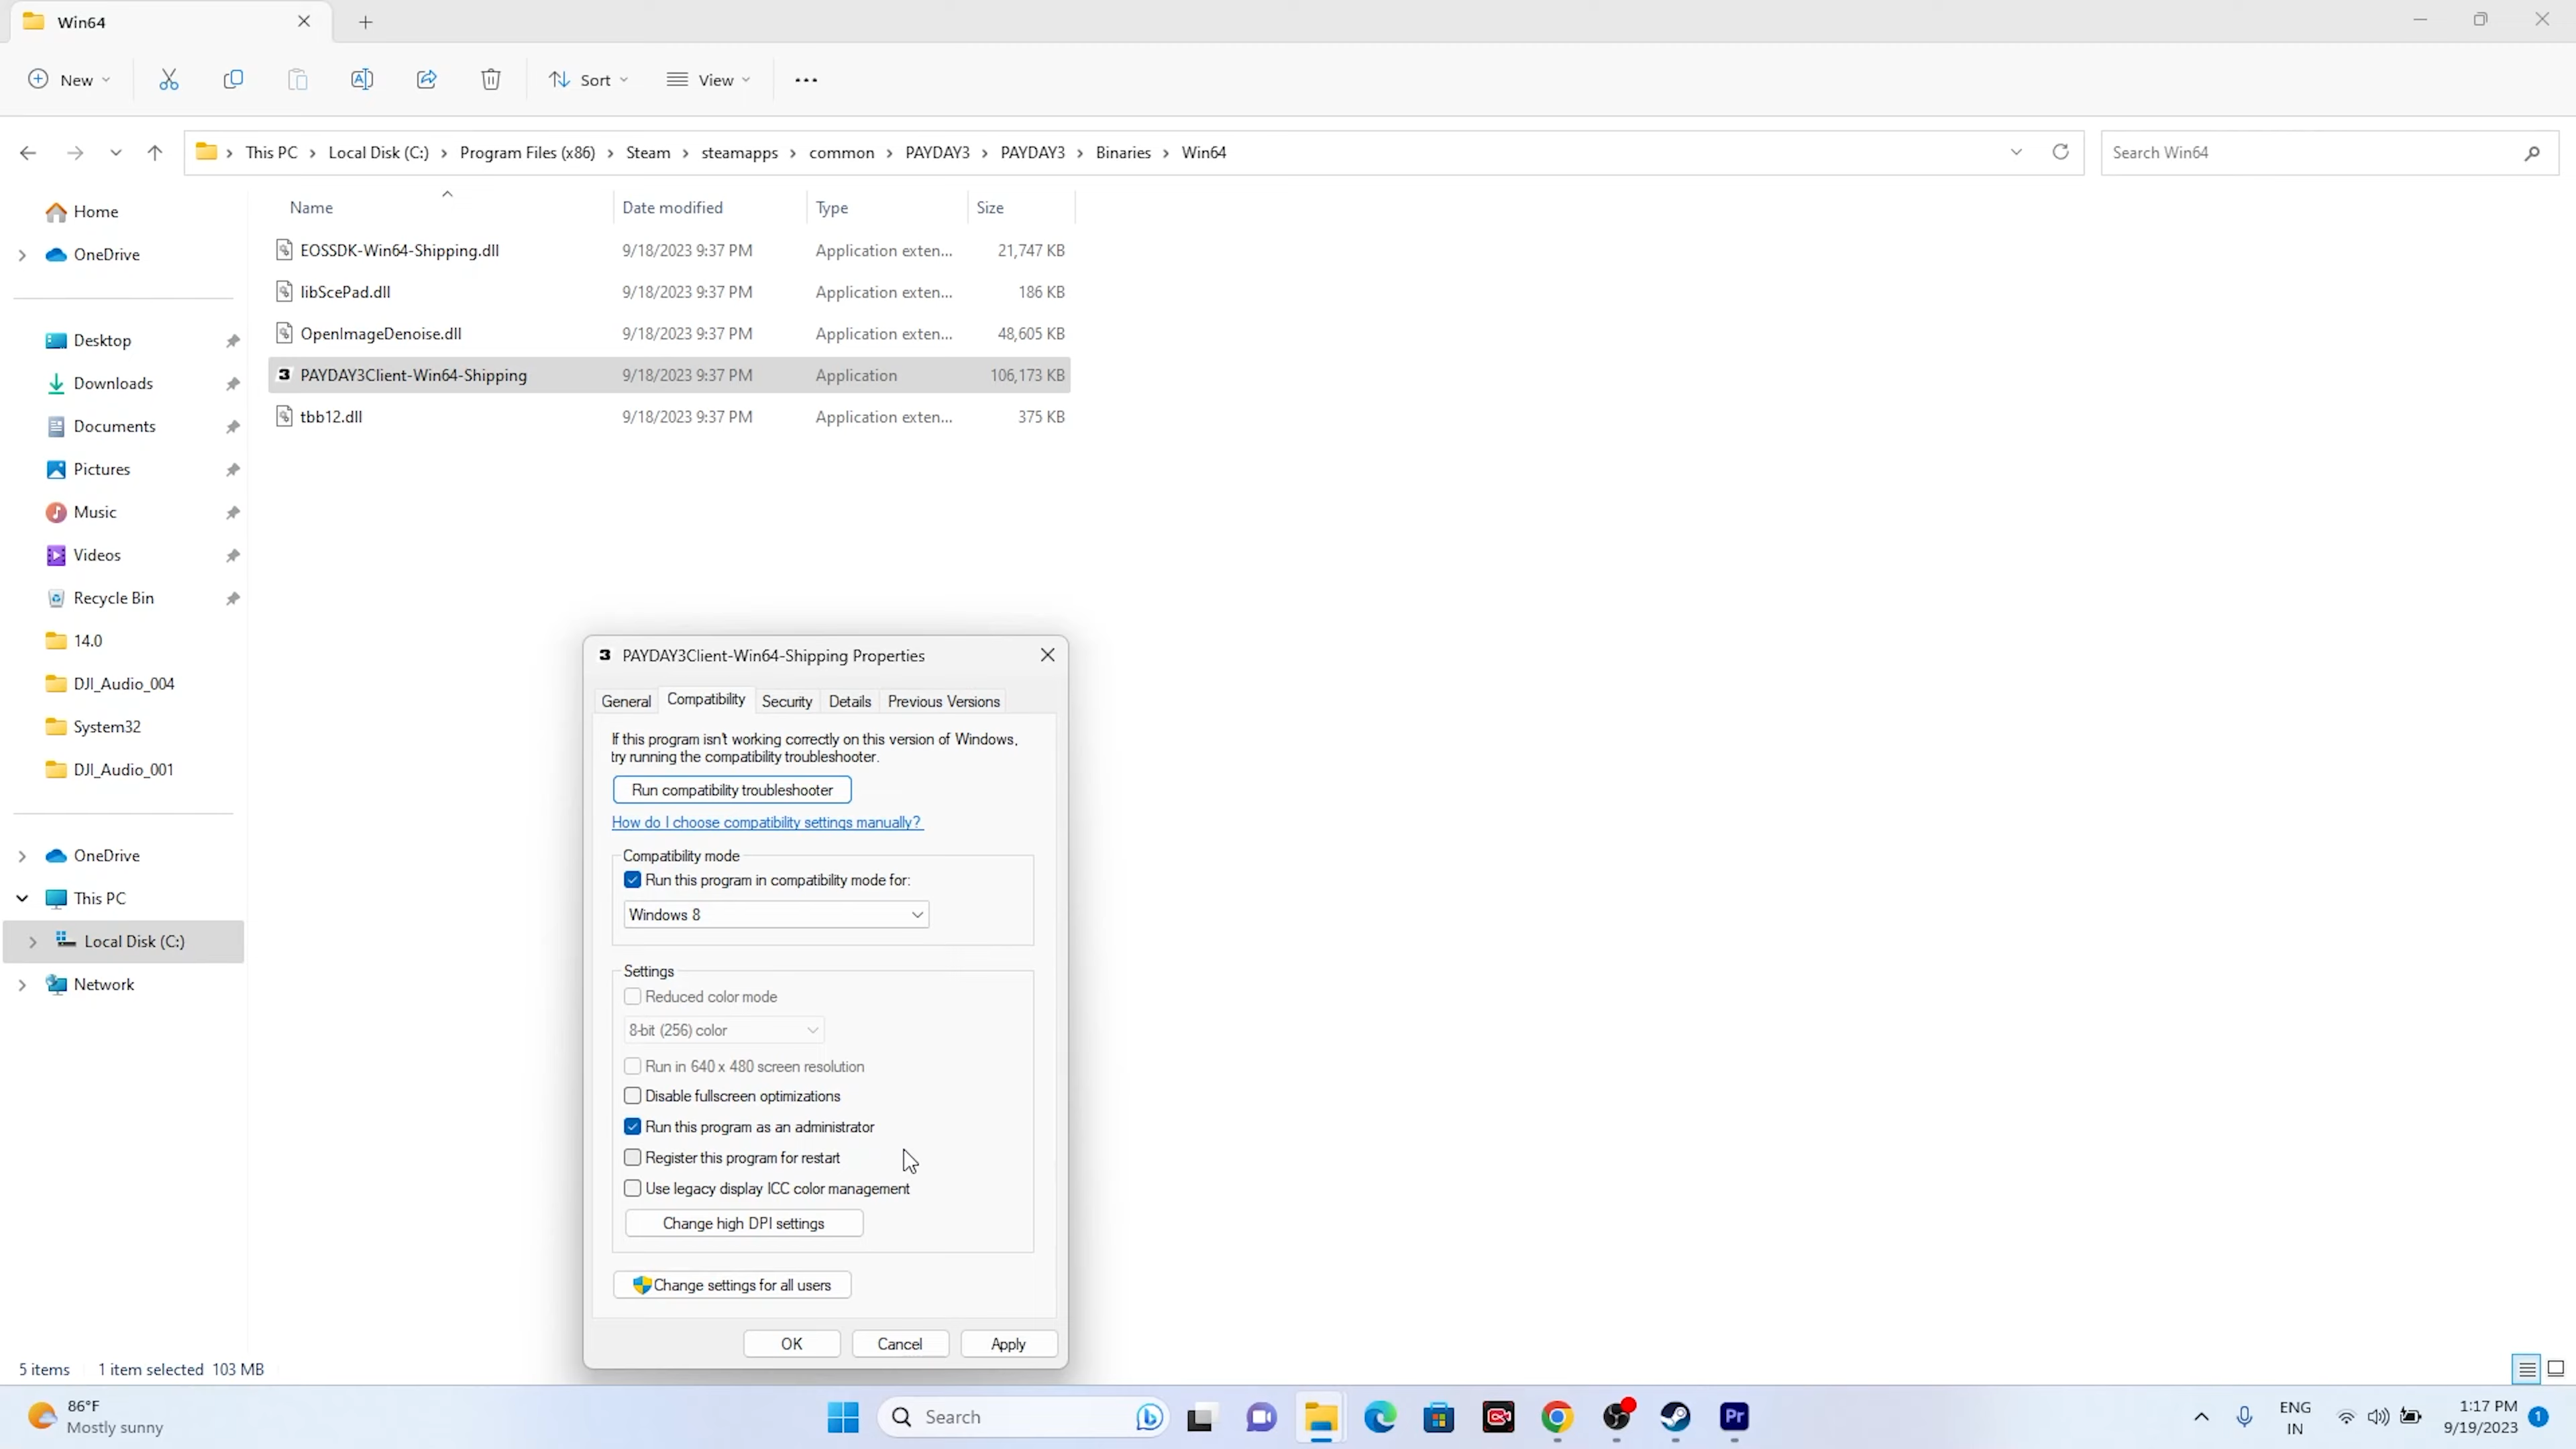 Win64
New
Sort
View
This PC > Local Disk (C:) > Program Files (x86) > Steam > steamapps > common > PAYDAY3 > PAYDAY3 > Binaries > Win64
Search Win64
Home
OneDrive
Desktop
Downloads
Documents
Pictures
Music
Videos
Recycle Bin
14.0
DJI_Audio_004
System32
DJI_Audio_001
OneDrive
This PC
Local Disk (C:)
Network
Name Date modified Type Size
EOSSDK-Win64-Shipping.dll 9/18/2023 9:37 PM Application exten... 21,747 KB
libScePad.dll 9/18/2023 9:37 PM Application exten... 186 KB
OpenImageDenoise.dll 9/18/2023 9:37 PM Application exten... 48,605 KB
3 PAYDAY3Client-Win64-Shipping 9/18/2023 9:37 PM Application 106,173 KB
tbb12.dll 9/18/2023 9:37 PM Application exten... 375 KB
3 PAYDAY3Client-Win64-Shipping Properties
General Compatibility Security Details Previous Versions
If this program isn't working correctly on this version of Windows,
try running the compatibility troubleshooter.
Run compatibility troubleshooter
How do I choose compatibility settings manually?
Compatibility mode
Run this program in compatibility mode for:
Windows 8
Settings
Reduced color mode
8-bit (256) color
Run in 640 x 480 screen resolution
Disable fullscreen optimizations
Run this program as an administrator
Register this program for restart
Use legacy display ICC color management
Change high DPI settings
Change settings for all users
OK Cancel Apply
5 items 1 item selected 103 MB
86°F
Mostly sunny
Search
Pr
ENG
IN
1:17 PM
9/19/2023
1